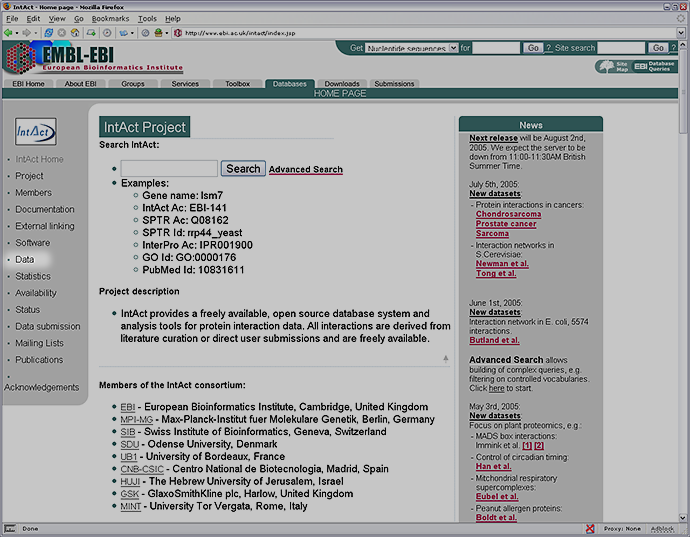 IntAct - Home page - Mozilla Firefox
File Edit View Go Bookmarks Tools Help
http://www.ebi.ac.uk/intact/index.jsp
EMBL-EBI
European Bioinformatics Institute
Get Nucleotide sequences for Go ? Site search Go ?
Site Map EBI Database Queries
EBI Home About EBI Groups Services Toolbox Databases Downloads Submissions
HOME PAGE
IntAct
IntAct Home
Project
Members
Documentation
External linking
Software
Data
Statistics
Availability
Status
Data submission
Mailing Lists
Publications
Acknowledgements
IntAct Project
Search IntAct:
Search Advanced Search
Examples:
Gene name: lsm7
IntAct Ac: EBI-141
SPTR Ac: Q08162
SPTR Id: rrp44_yeast
InterPro Ac: IPR001900
GO Id: GO:0000176
PubMed Id: 10831611
Project description
IntAct provides a freely available, open source database system and
analysis tools for protein interaction data. All interactions are derived from
literature curation or direct user submissions and are freely available.
Members of the IntAct consortium:
EBI - European Bioinformatics Institute, Cambridge, United Kingdom
MPI-MG - Max-Planck-Institut fuer Molekulare Genetik, Berlin, Germany
SIB - Swiss Institute of Bioinformatics, Geneva, Switzerland
SDU - Odense University, Denmark
UB1 - University of Bordeaux, France
CNB-CSIC - Centro National de Biotecnologia, Madrid, Spain
HUJI - The Hebrew University of Jerusalem, Israel
GSK - GlaxoSmithKline plc, Harlow, United Kingdom
MINT - University Tor Vergata, Rome, Italy
News
Next release will be August 2nd,
2005. We expect the server to be
down from 11:00-11:30AM British
Summer Time.
July 5th, 2005:
New datasets:
- Protein interactions in cancers:
Chondrosarcoma
Prostate cancer
Sarcoma
- Interaction networks in
S.Cerevisiae:
Newman et al.
Tong et al.
June 1st, 2005:
New datasets:
Interaction network in E. coli, 5574
interactions.
Butland et al.
Advanced Search allows
building of complex queries, e.g.
filtering on controlled vocabularies.
Click here to start.
May 3rd, 2005:
New datasets:
Focus on plant proteomics, e.g.:
- MADS box interactions:
Immink et al. [1] [2]
- Control of circadian timing:
Han et al.
- Mitchondrial respiratory
supercomplexes:
Eubel et al.
- Peanut allergen proteins:
Boldt et al.
Done
Proxy: None Adblock